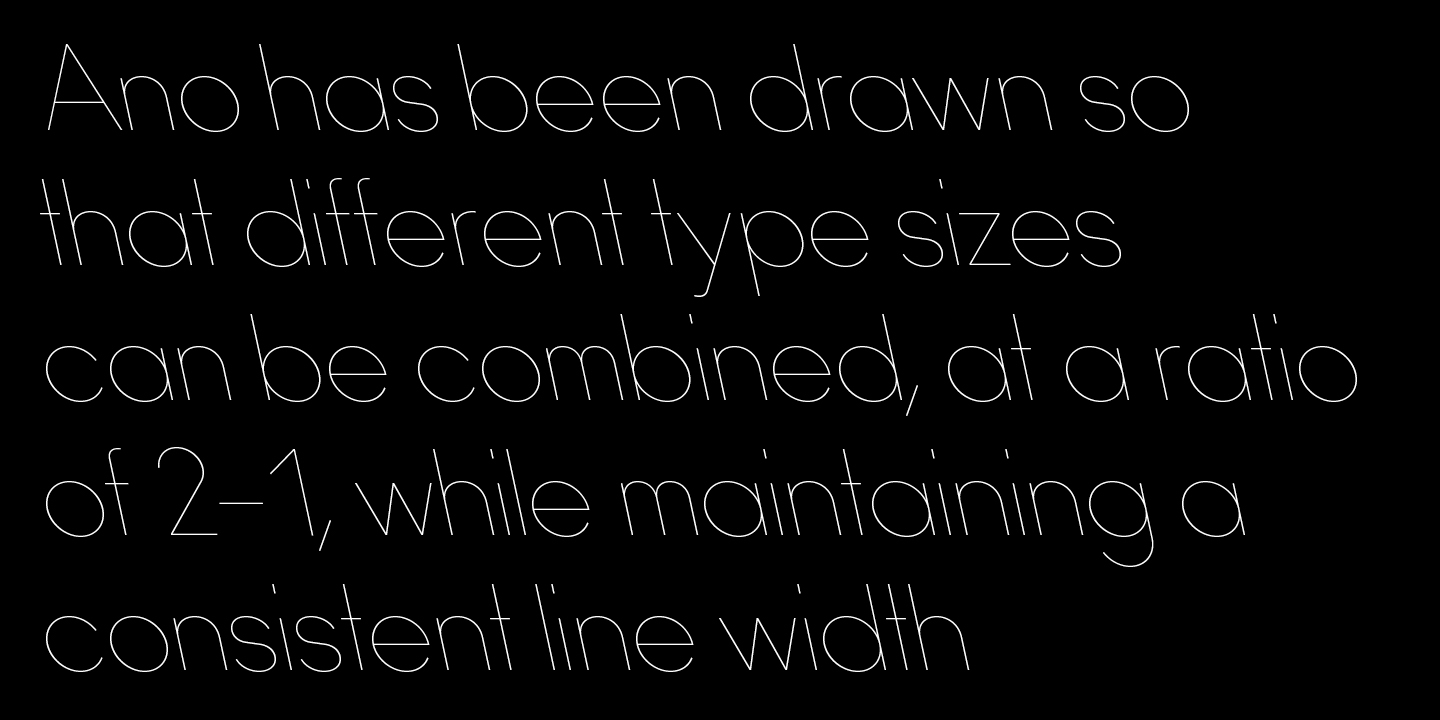 Ano has been drawn so
that different type sizes
can be combined, at a ratio
of 2–1, while maintaining a
consistent line width